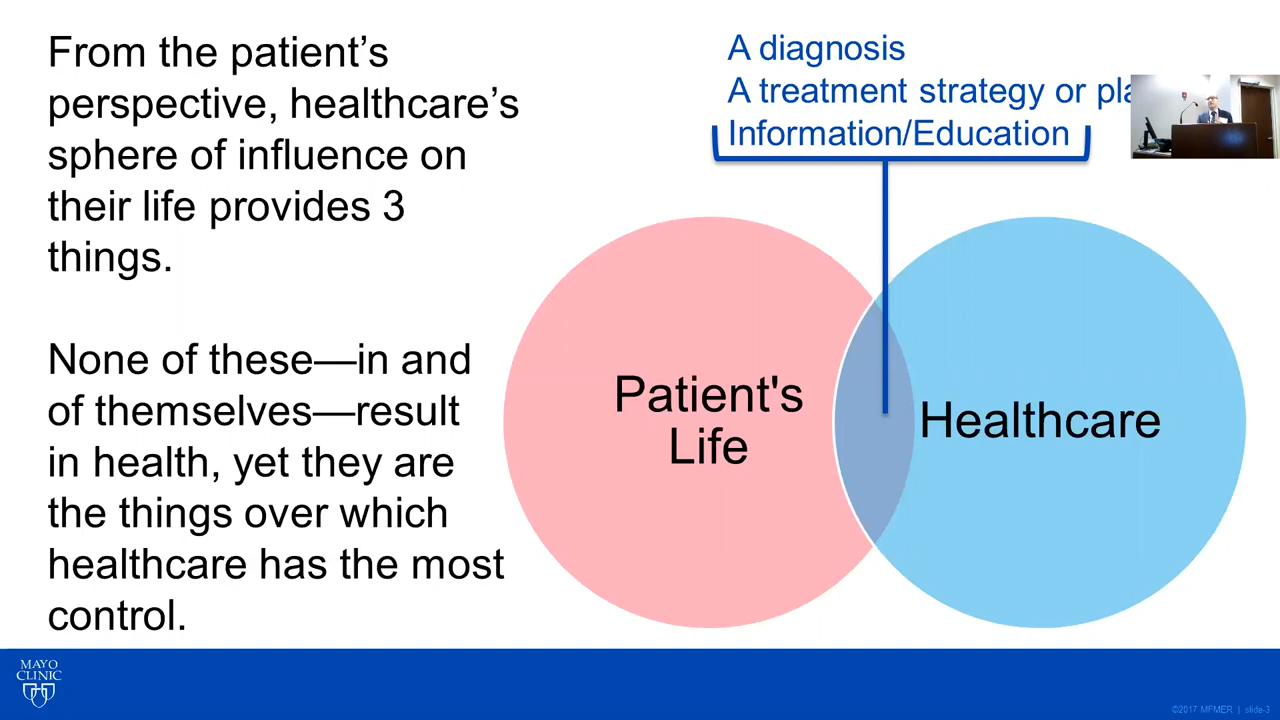 From the patient’s
perspective, healthcare’s
sphere of influence on
their life provides 3
things.
None of these—in and
of themselves—result
in health, yet they are
the things over which
healthcare has the most
control.
A diagnosis
A treatment strategy or
Information/Education
Patient's
Life
Healthcare
MAYO
CLINIC
©2017 MFMER | slide-3